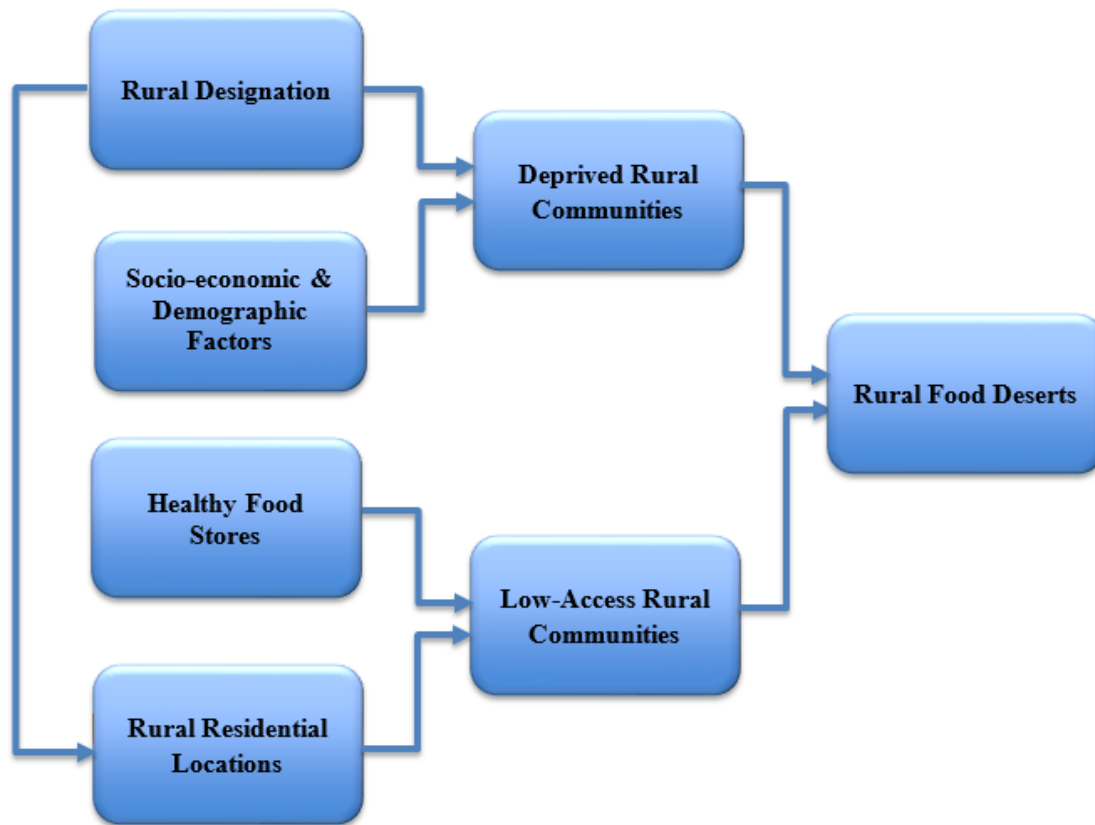 Rural Designation
Socio-economic &
Demographic
Factors
Healthy Food
Stores
Rural Residential
Locations
Deprived Rural
Communities
Low-Access Rural
Communities
Rural Food Deserts